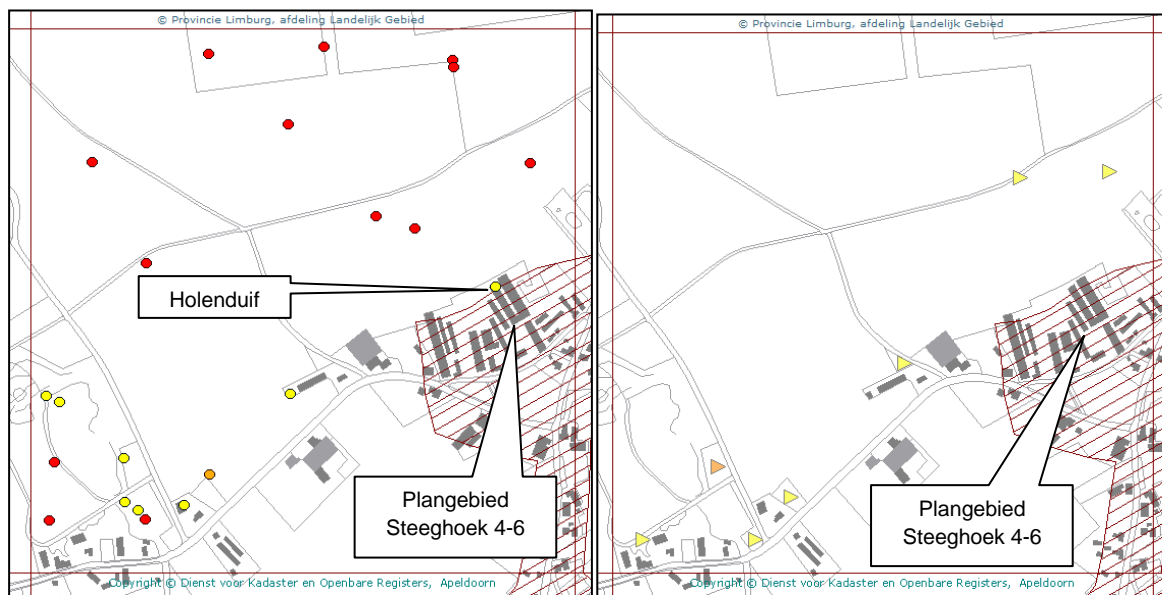 © Provincie Limburg, afdeling Landelijk Gebied
Holenduif
Plangebied
Steeghoek 4-6
Copyright © Dienst voor Kadaster en Openbare Registers, Apeldoorn
© Provincie Limburg, afdeling Landelijk Gebied
Plangebied
Steeghoek 4-6
Copyright © Dienst voor Kadaster en Openbare Registers, Apeldoorn